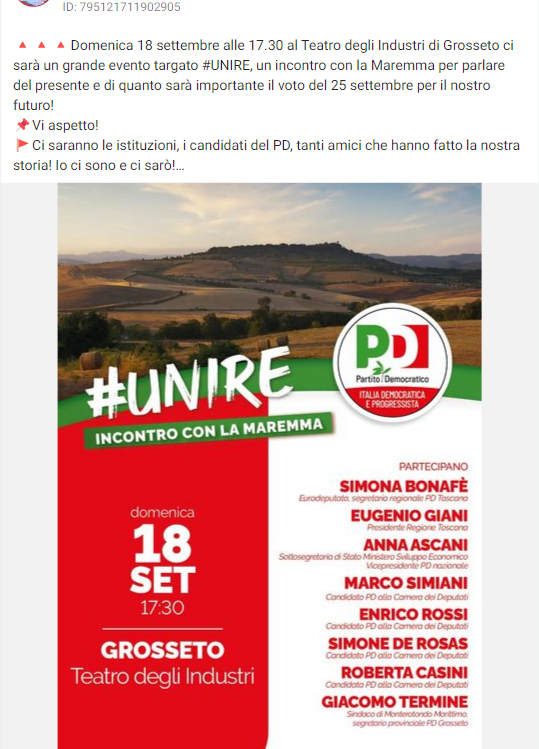 ID: 795121711902905
🔺 🔺 🔺 Domenica 18 settembre alle 17.30 al Teatro degli Industri di Grosseto ci
sarà un grande evento targato #UNIRE, un incontro con la Maremma per parlare
del presente e di quanto sarà importante il voto del 25 settembre per il nostro
futuro!
📌Vi aspetto!
🚩Ci saranno le istituzioni, i candidati del PD, tanti amici che hanno fatto la nostra
storia! Io ci sono e ci sarò!...
PD
Partito Democratico
ITALIA DEMOCRATICA
E PROGRESSISTA
#UNIRE
INCONTRO CON LA MAREMMA
domenica
18
SET
17:30
GROSSETO
Teatro degli Industri
PARTECIPANO
SIMONA BONAFÈ
Eurodeputata, segretaria regionale PD Toscana
EUGENIO GIANI
Presidente Regione Toscana
ANNA ASCANI
Sottosegretaria di Stato Ministero Sviluppo Economico
Vicepresidente PD nazionale
MARCO SIMIANI
Candidato PD alla Camera dei Deputati
ENRICO ROSSI
Candidato PD alla Camera dei Deputati
SIMONE DE ROSAS
Candidato PD alla Camera dei Deputati
ROBERTA CASINI
Candidata PD alla Camera dei Deputati
GIACOMO TERMINE
Sindaco di Monterotondo Marittimo,
segretario provinciale PD Grosseto